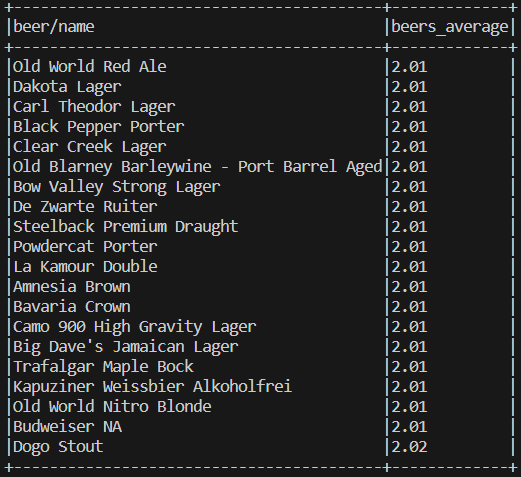 +-----------------------------------------+-------------+
|beer/name                                |beers_average|
+-----------------------------------------+-------------+
|Old World Red Ale                        |2.01         |
|Dakota Lager                             |2.01         |
|Carl Theodor Lager                       |2.01         |
|Black Pepper Porter                      |2.01         |
|Clear Creek Lager                        |2.01         |
|Old Blarney Barleywine - Port Barrel Aged|2.01         |
|Bow Valley Strong Lager                  |2.01         |
|De Zwarte Ruiter                         |2.01         |
|Steelback Premium Draught                |2.01         |
|Powdercat Porter                         |2.01         |
|La Kamour Double                         |2.01         |
|Amnesia Brown                            |2.01         |
|Bavaria Crown                            |2.01         |
|Camo 900 High Gravity Lager              |2.01         |
|Big Dave's Jamaican Lager                |2.01         |
|Trafalgar Maple Bock                     |2.01         |
|Kapuziner Weissbier Alkoholfrei          |2.01         |
|Old World Nitro Blonde                   |2.01         |
|Budweiser NA                             |2.01         |
|Dogo Stout                               |2.02         |
+-----------------------------------------+-------------+